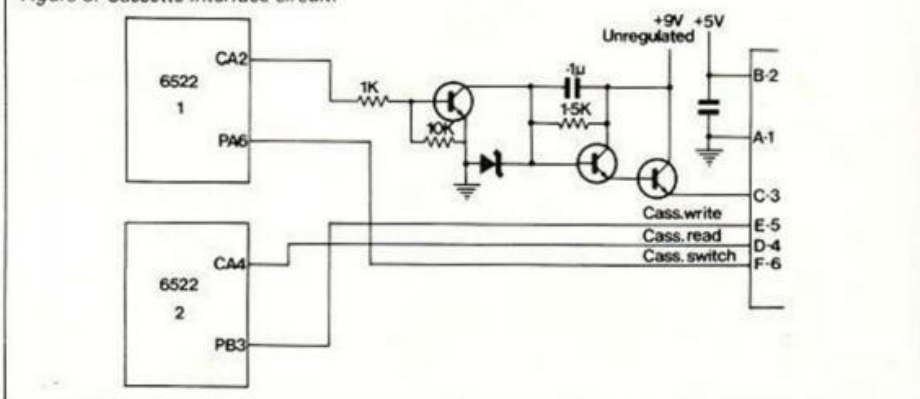 Figure 3. Cassette interface circuit
+9V +5V
Unregulated
6522
1
CA2
PA6
1K
10K
·1µ
1·5K
B-2
A-1
C-3
Cass.write
E-5
Cass.read
D-4
Cass.switch
F-6
6522
2
CA4
PB3